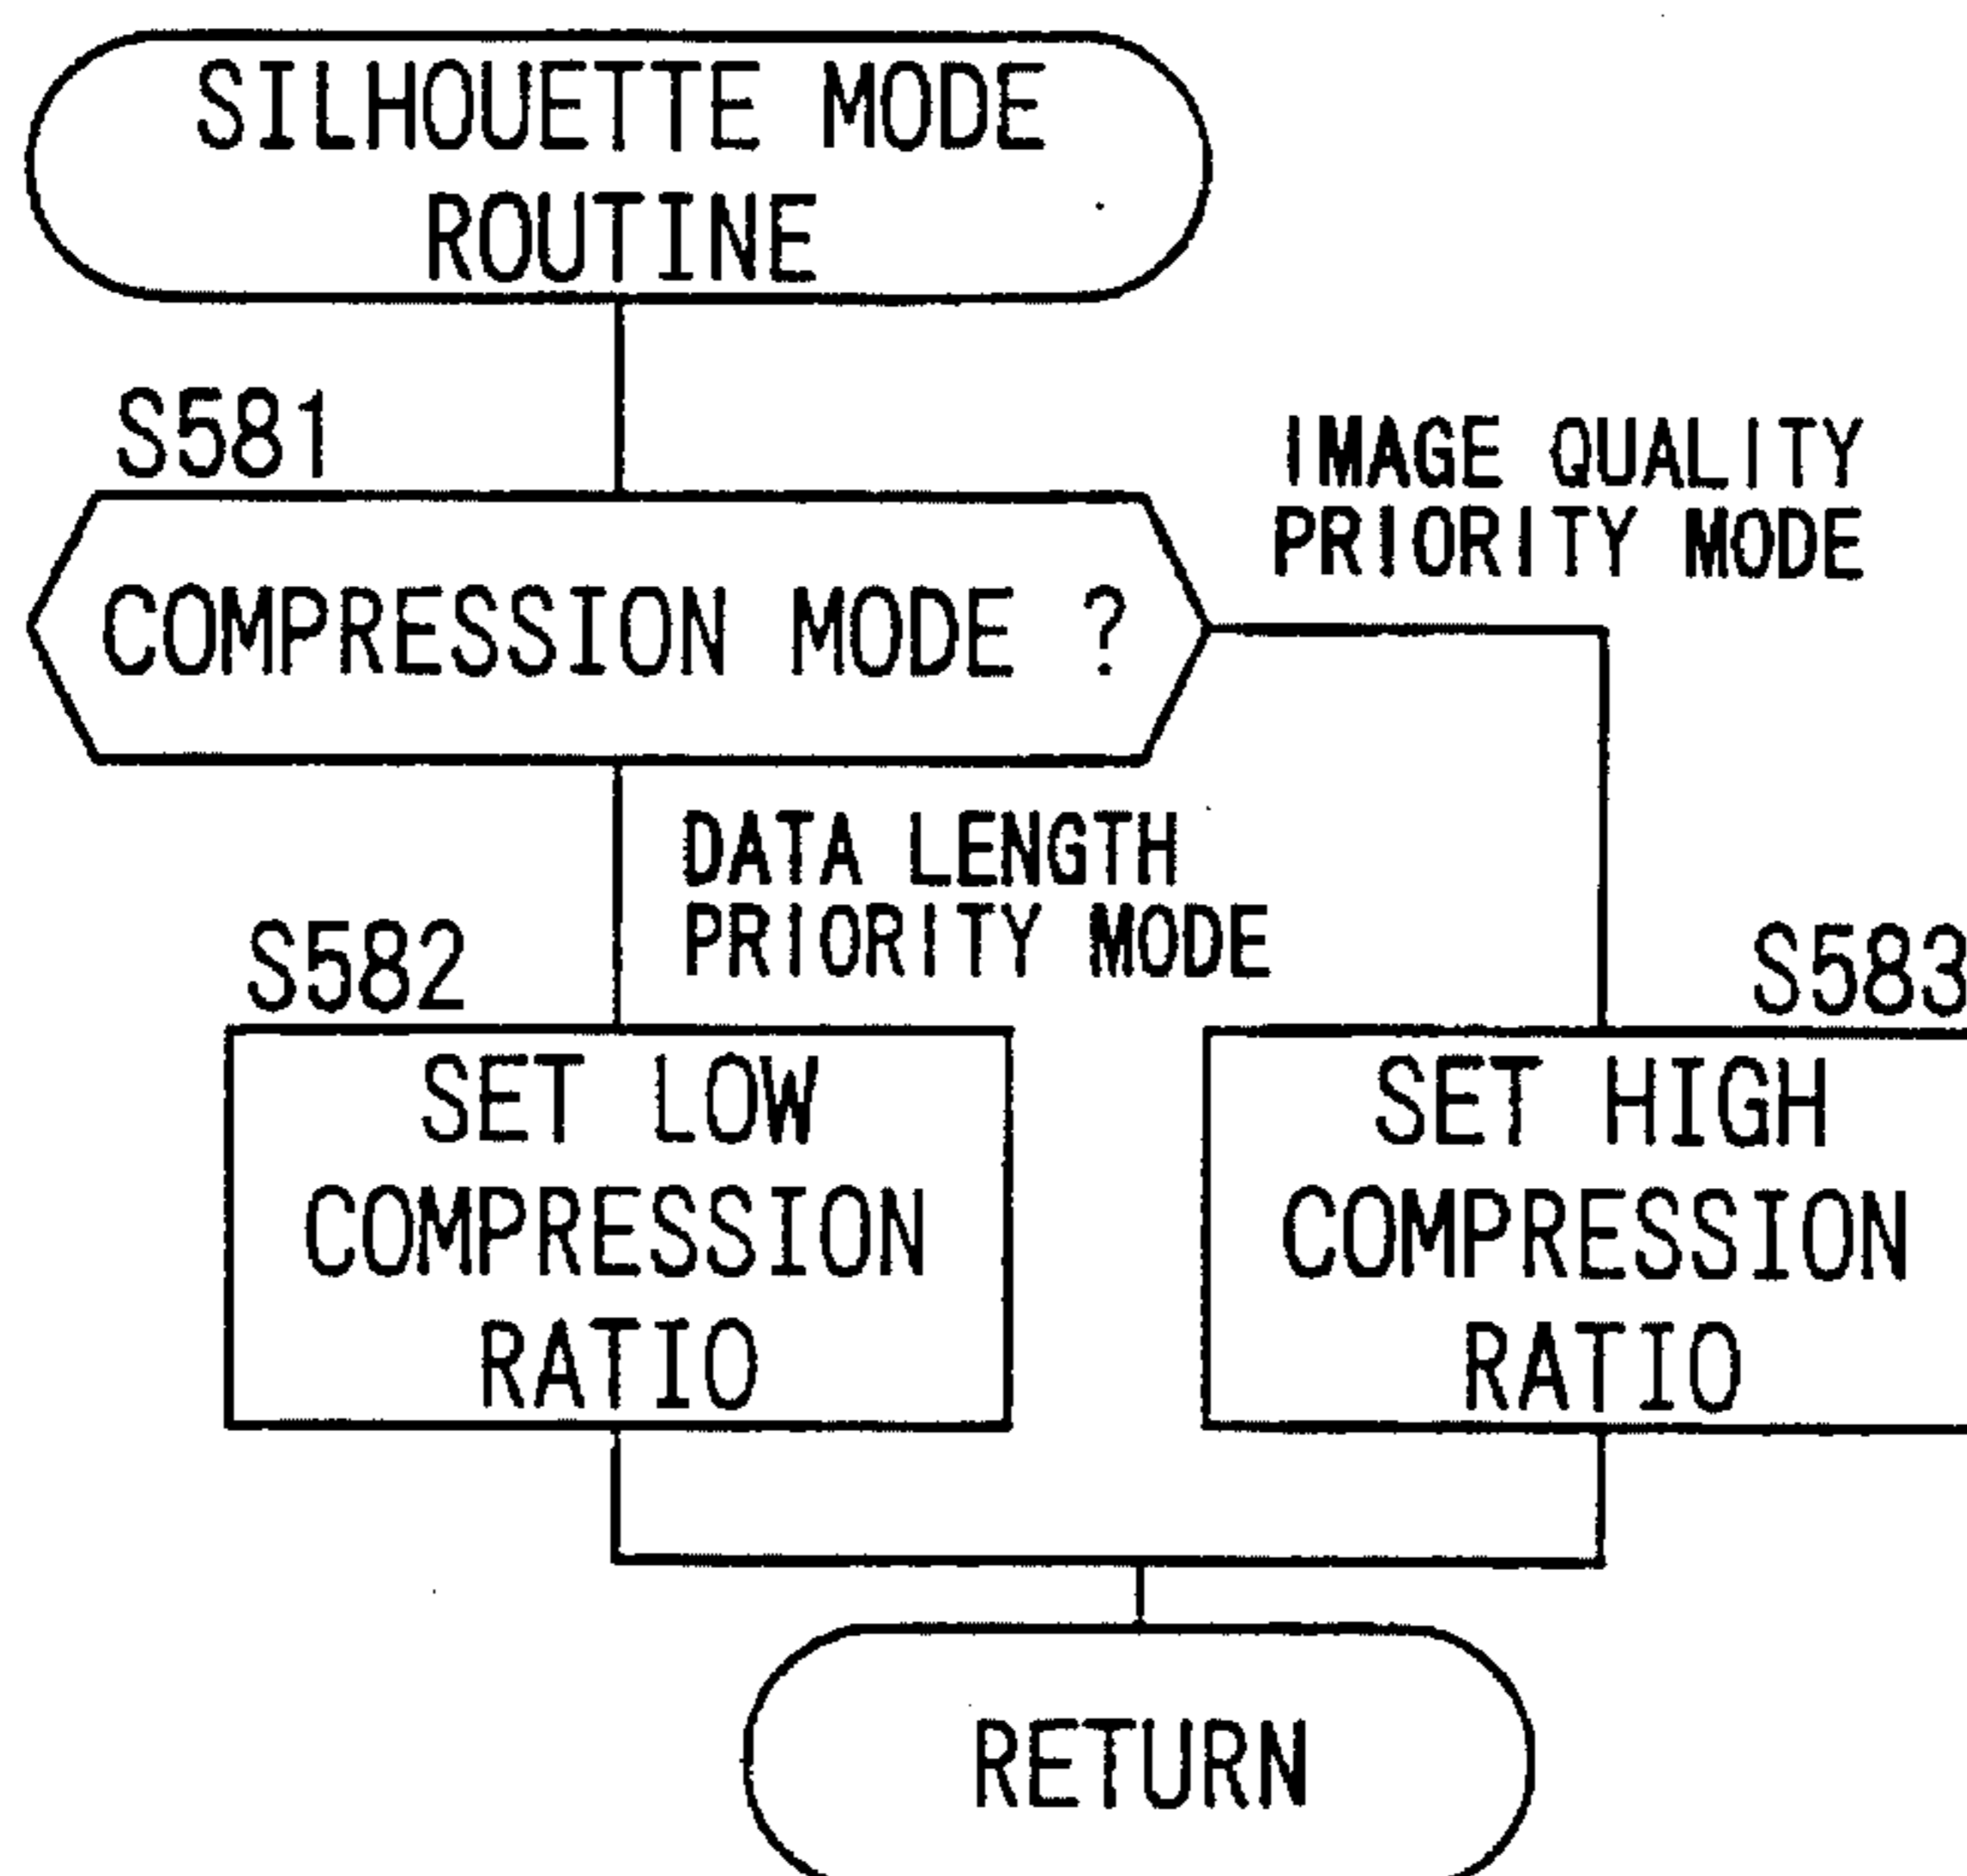 SILHOUETTE MODE
ROUTINE
S581
COMPRESSION MODE ?
IMAGE QUALITY
PRIORITY MODE
DATA LENGTH
PRIORITY MODE
S582
SET LOW
COMPRESSION
RATIO
S583
SET HIGH
COMPRESSION
RATIO
RETURN